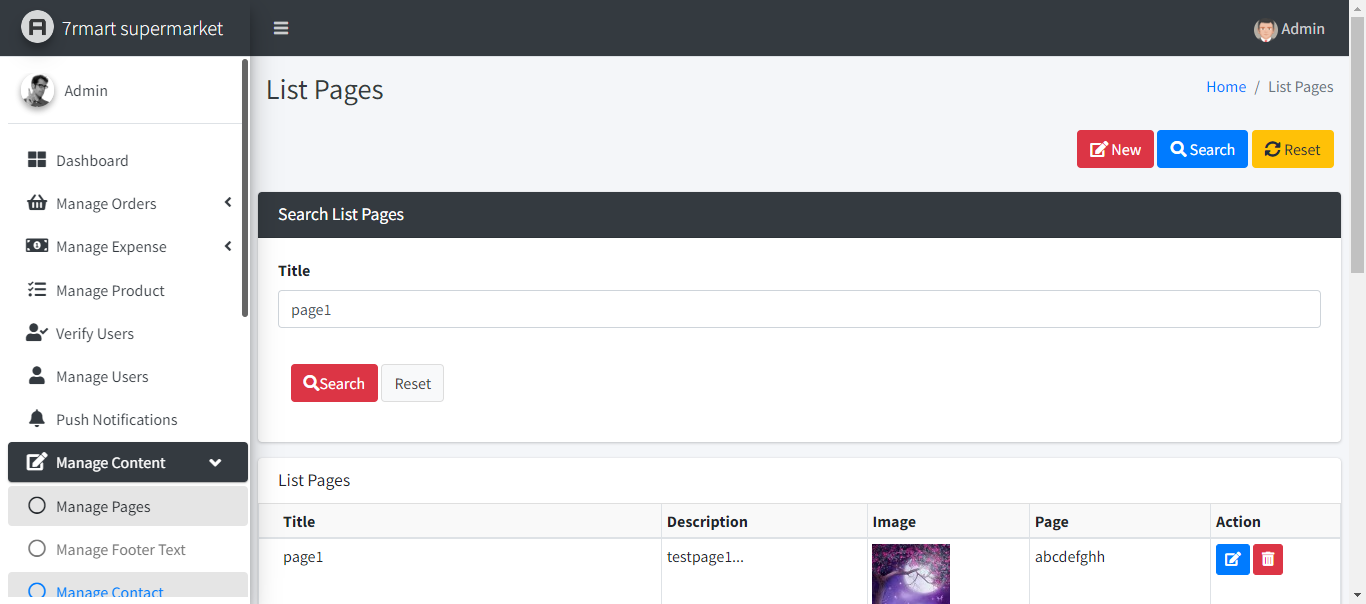 7rmart supermarket
Admin
Admin
Dashboard
Manage Orders
Manage Expense
Manage Product
Verify Users
Manage Users
Push Notifications
Manage Content
Manage Pages
Manage Footer Text
Manage Contact
List Pages
Home / List Pages
New Search Reset
Search List Pages
Title
page1
Search Reset
List Pages
Title Description Image Page Action
page1 testpage1... abcdefghh